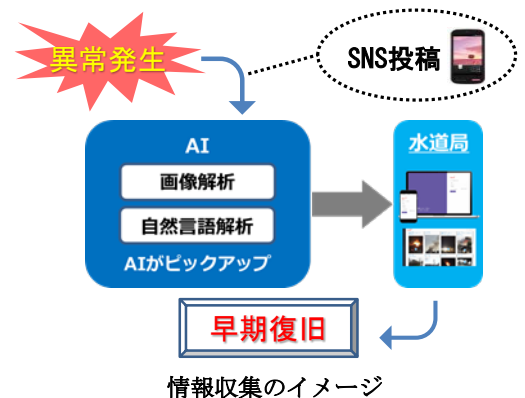 異常発生
SNS投稿
AI
画像解析
自然言語解析
AIがピックアップ
水道局
早期復旧
情報収集のイメージ